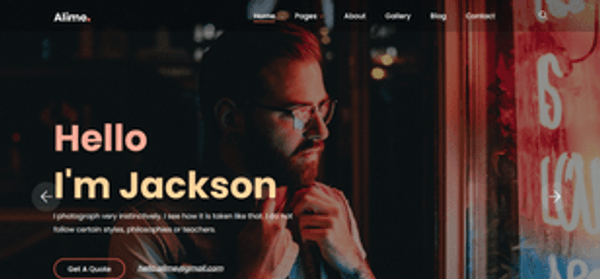 Alime.
Home Pages About Gallery Blog Contact
Hello
I'm Jackson
I photograph very instinctively. I see how it is taken like that. I do not
follow certain styles, philosophies or teachers.
Get A Quote hello.alime@gmail.com